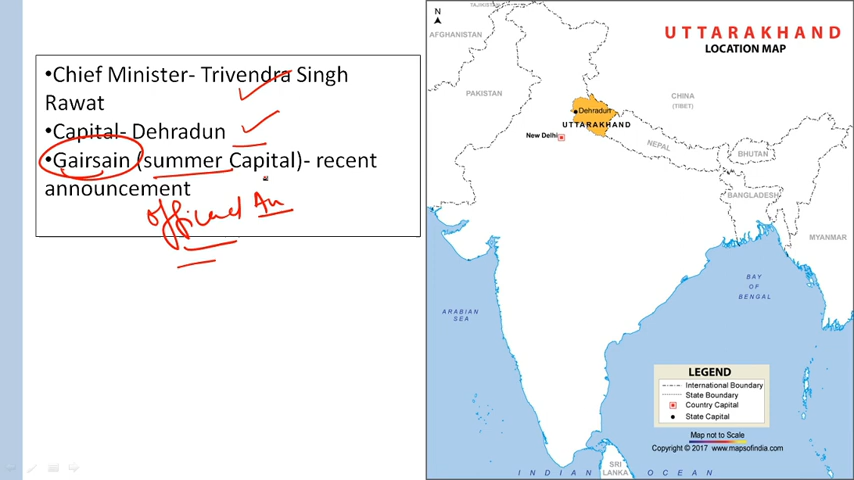 •Chief Minister- Trivendra Singh
Rawat
•Capital- Dehradun
•Gairsain (summer Capital)- recent
announcement
official An
N
UTTARAKHAND
LOCATION MAP
TAJIKISTAN
AFGHANISTAN
PAKISTAN
CHINA
(TIBET)
Dehradun
UTTARAKHAND
New Delhi
NEPAL
BHUTAN
BANGLADESH
MYANMAR
ARABIAN
SEA
BAY
OF
BENGAL
LEGEND
International Boundary
State Boundary
Country Capital
State Capital
Map not to Scale
Copyright © 2017 www.mapsofindia.com
SRI
LANKA
INDIAN OCEAN